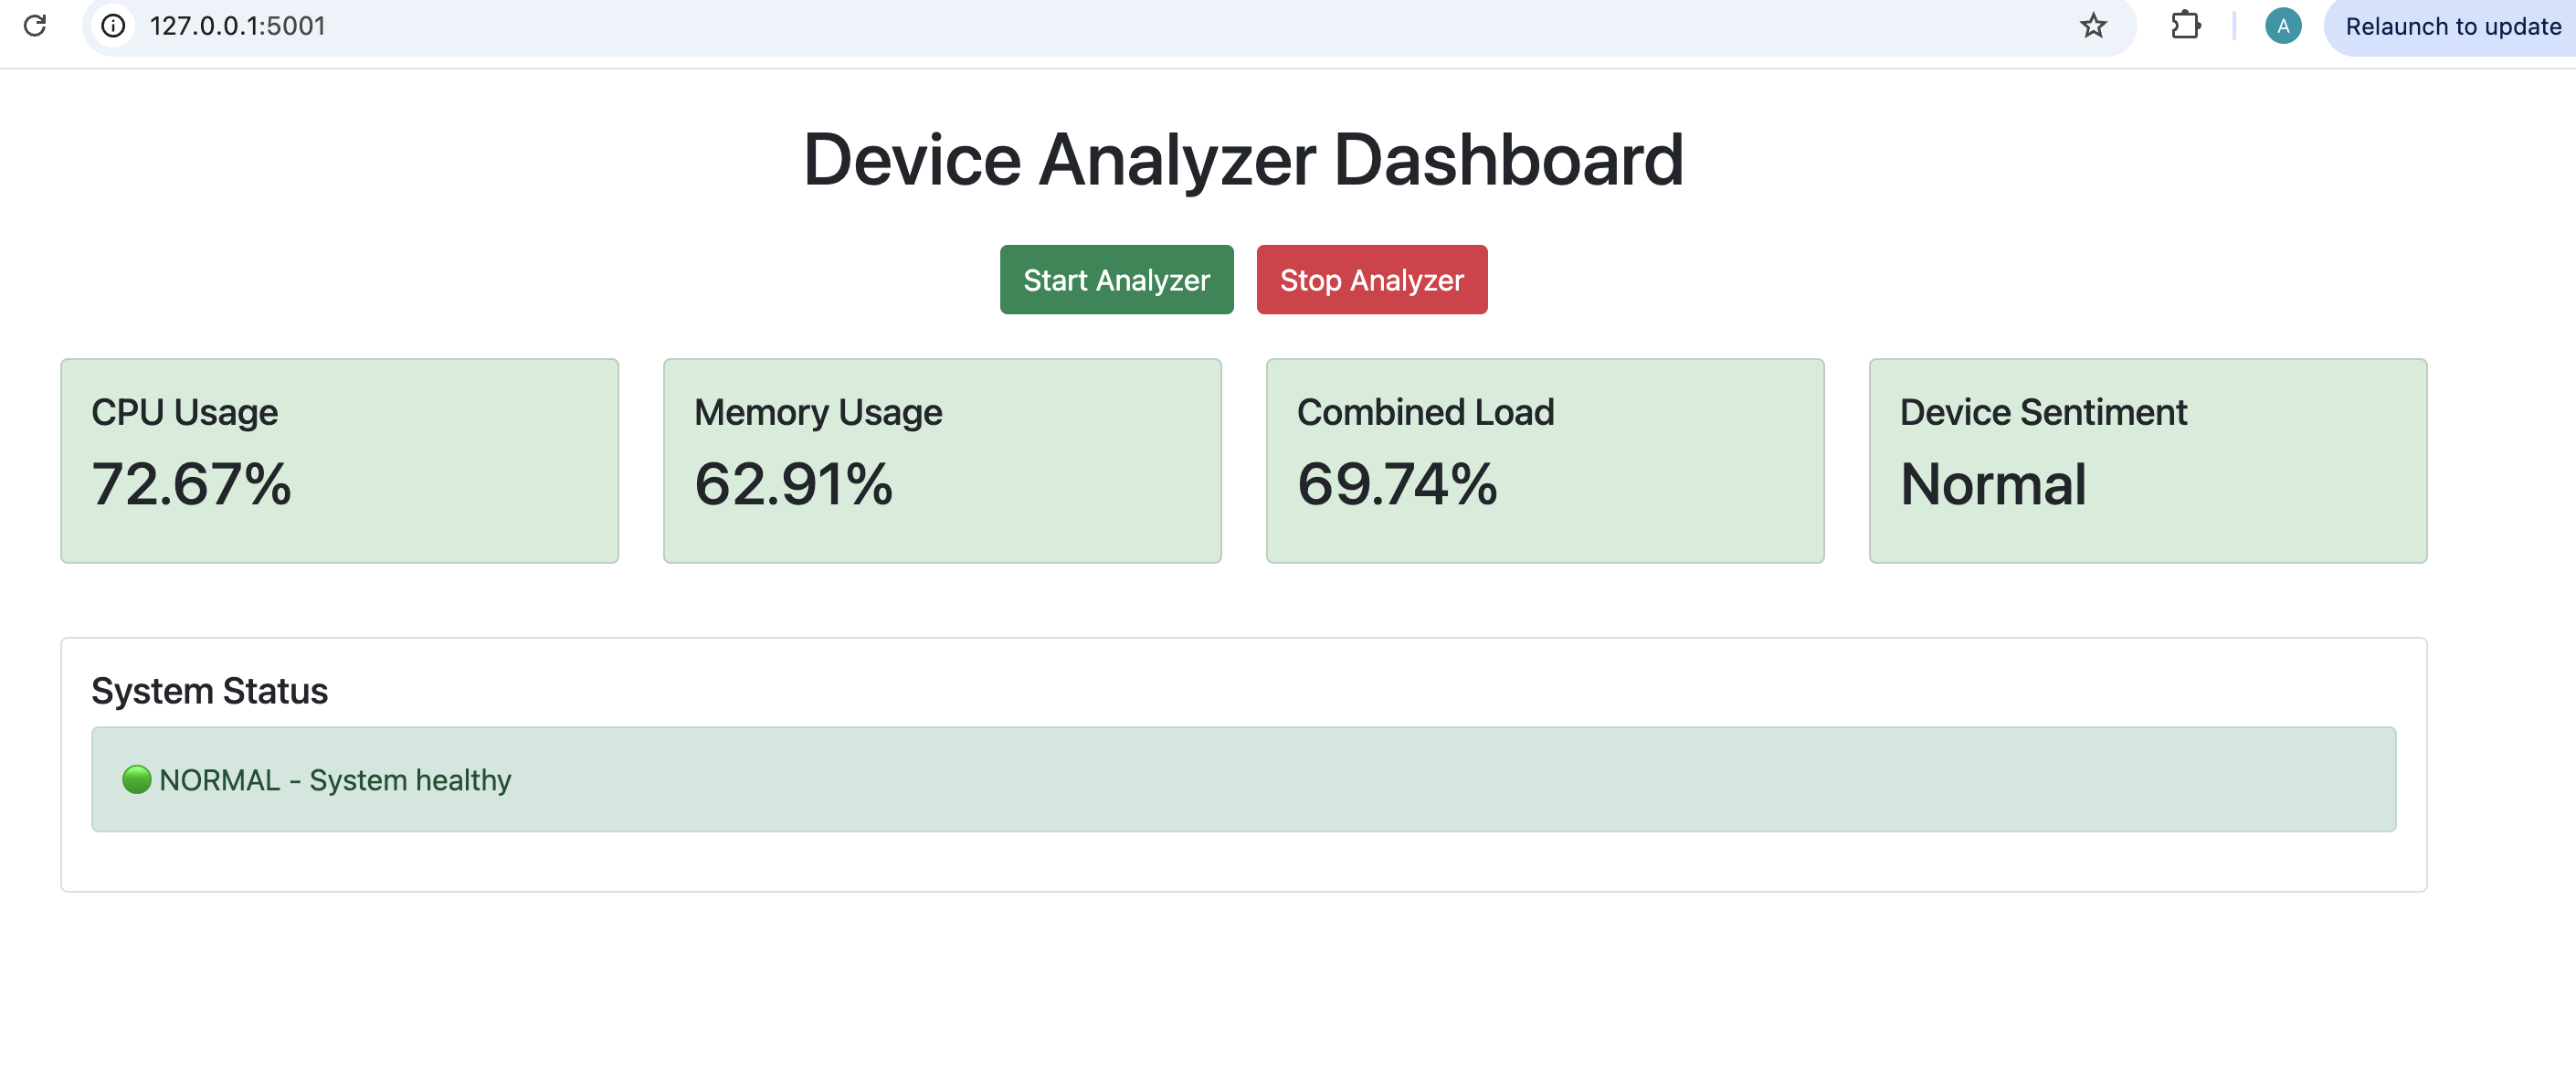 127.0.0.1:5001
A
Relaunch to update
Device Analyzer Dashboard
Start Analyzer
Stop Analyzer
CPU Usage
72.67%
Memory Usage
62.91%
Combined Load
69.74%
Device Sentiment
Normal
System Status
NORMAL - System healthy